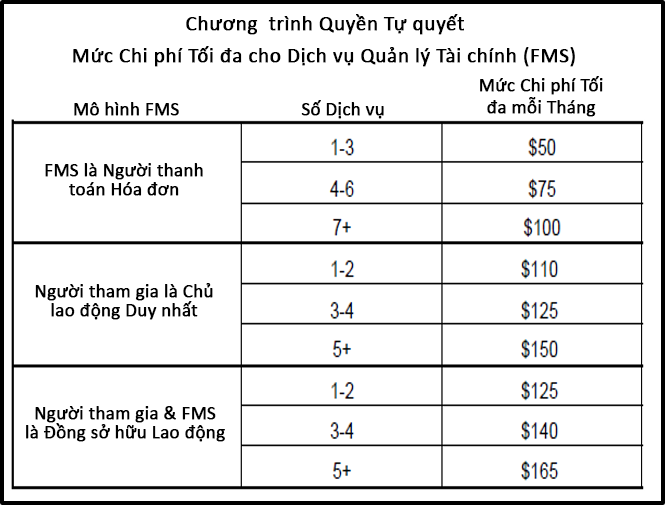 Chương trình Quyền Tự quyết
Mức Chi phí Tối đa cho Dịch vụ Quản lý Tài chính (FMS)
Mô hình FMS
Số Dịch vụ
Mức Chi phí Tối
đa mỗi Tháng
FMS là Người thanh
toán Hóa đơn
1-3
$50
4-6
$75
7+
$100
Người tham gia là Chủ
lao động Duy nhất
1-2
$110
3-4
$125
5+
$150
Người tham gia & FMS
là Đồng sở hữu Lao động
1-2
$125
3-4
$140
5+
$165